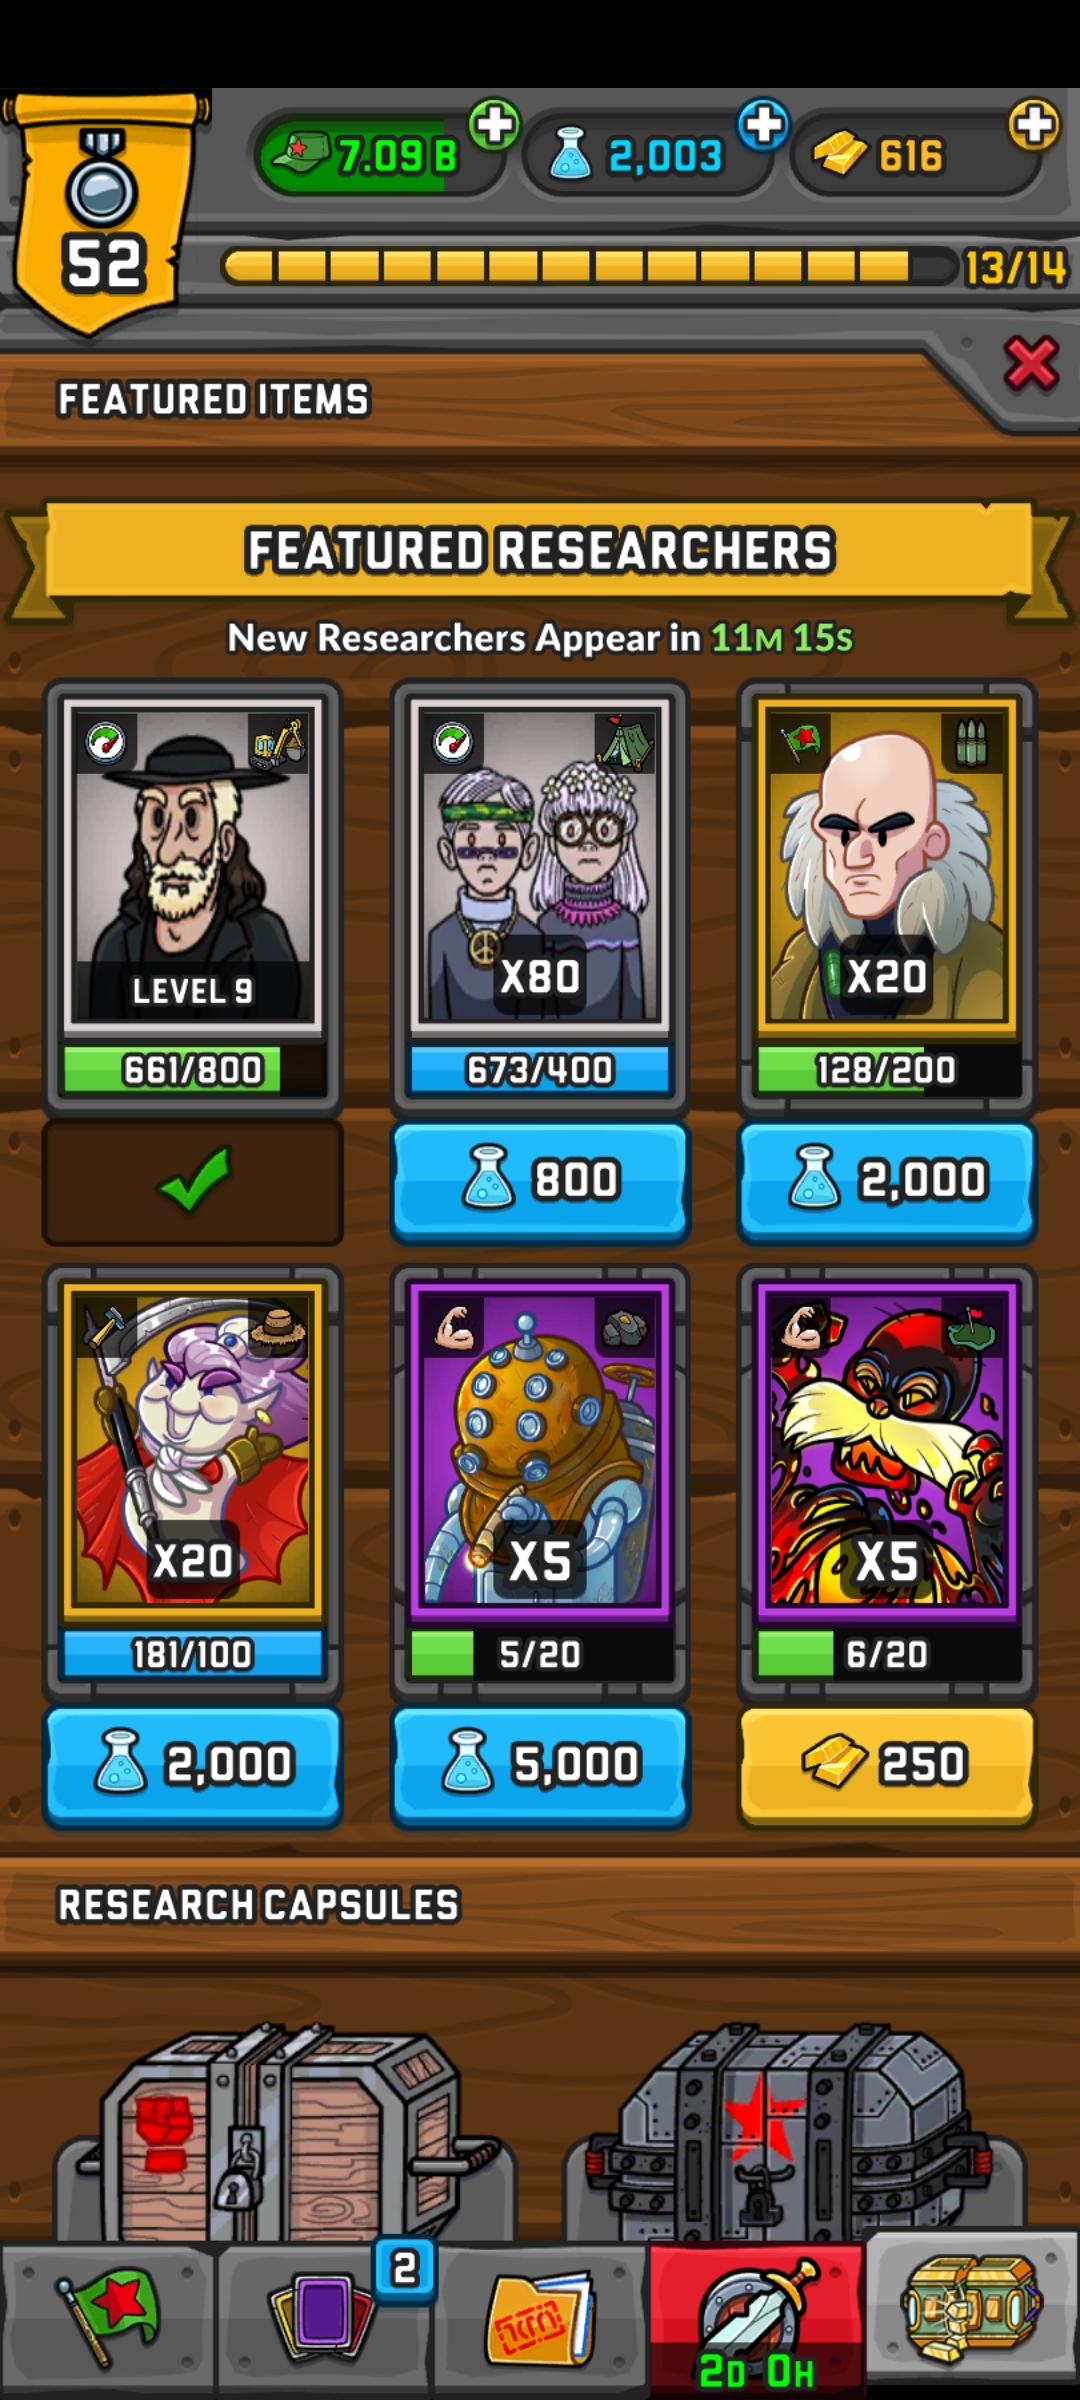 7.09 B
2,003
616
52
13/14
FEATURED ITEMS
FEATURED RESEARCHERS
New Researchers Appear in 11M 15S
LEVEL 9
X80
X20
661/800
673/400
128/200
800
2,000
X20
X5
X5
181/100
5/20
6/20
2,000
5,000
250
RESEARCH CAPSULES
2
2D 0H